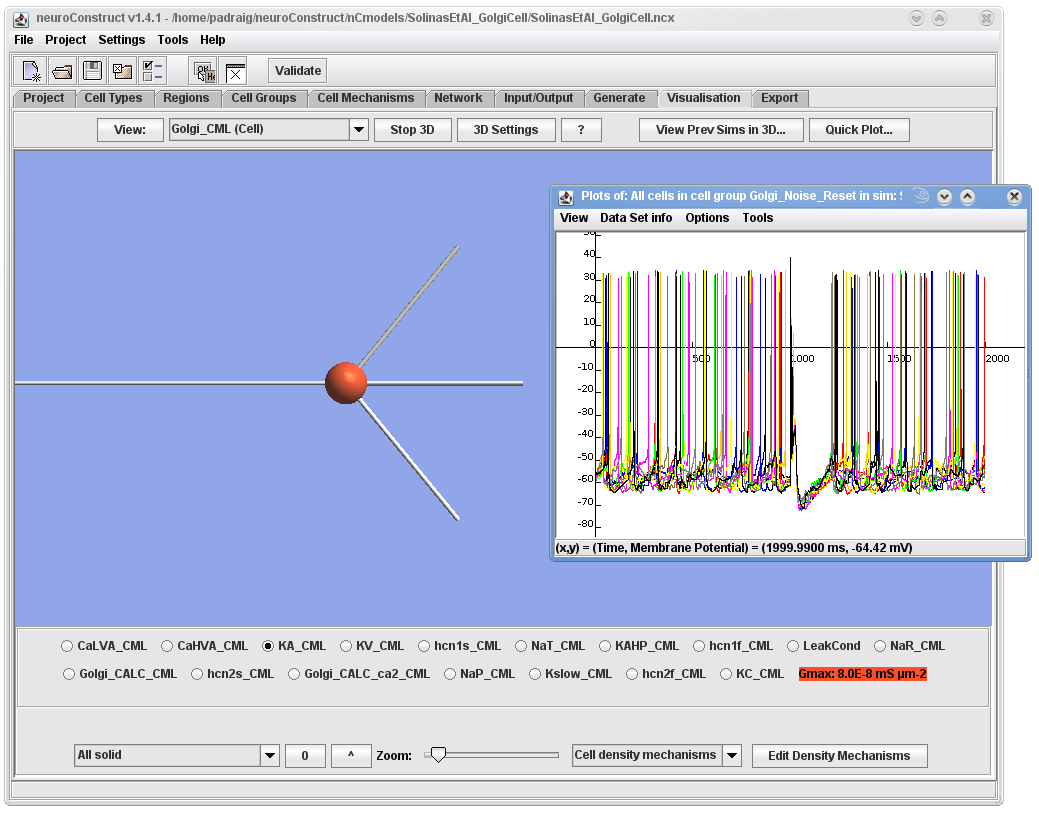 neuroConstruct v1.4.1 - /home/padraig/neuroConstruct/nCmodels/SolinasEtAl_GolgiCell/SolinasEtAl_GolgiCell.ncx
File Project Settings Tools Help
Validate
Project Cell Types Regions Cell Groups Cell Mechanisms Network Input/Output Generate Visualisation Export
View: Golgi_CML (Cell) Stop 3D 3D Settings ? View Prev Sims in 3D... Quick Plot...
Plots of: All cells in cell group Golgi_Noise_Reset in sim:
View Data Set info Options Tools
40
30
20
10
0
500 1000 1500 2000
-10
-20
-30
-40
-50
-60
-70
-80
(x,y) = (Time, Membrane Potential) = (1999.9900 ms, -64.42 mV)
CaLVA_CML CaHVA_CML KA_CML KV_CML hcn1s_CML NaT_CML KAHP_CML hcn1f_CML LeakCond NaR_CML
Golgi_CALC_CML hcn2s_CML Golgi_CALC_ca2_CML NaP_CML Kslow_CML hcn2f_CML KC_CML Gmax: 8.0E-8 mS μm-2
All solid 0 ^ Zoom: Cell density mechanisms Edit Density Mechanisms